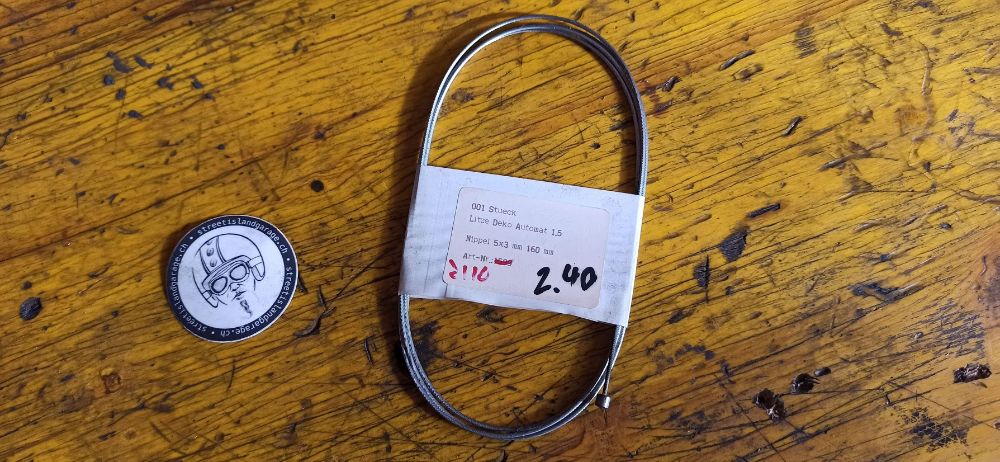 streetislandgarage.ch • streetislandgarage.ch •
001 Stueck
Litze Deko Automat 1.5
Nippel 5x3 mm 160 mm
Art-Nr.:
2110
2.40